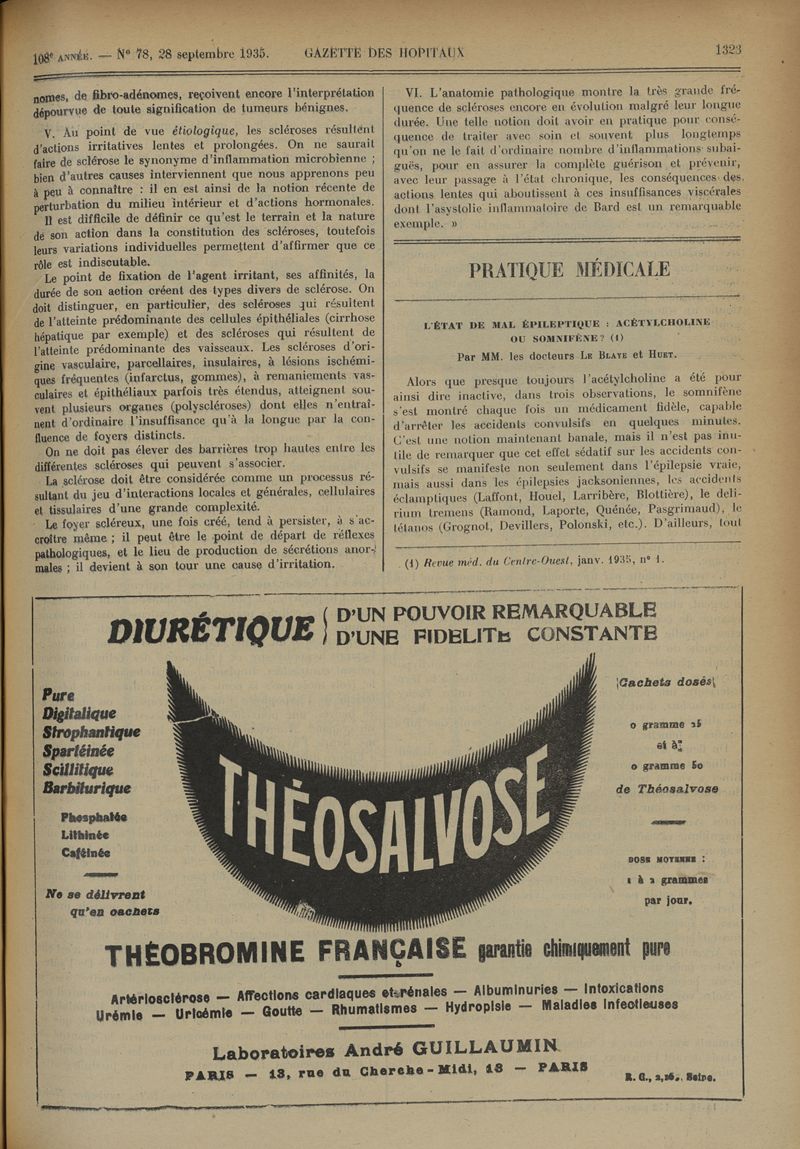 108e ANNÉE. — N° 78, 28 septembre 1935. GAZETTE DES HOPITAUX 1323
nomes, de fibro-adénomes, reçoivent encore l'interprétation
dépourvue de toute signification de tumeurs bénignes.
V. Au point de vue étiologique, les scléroses résultent
d'actions irritatives lentes et prolongées. On ne saurait
faire de sclérose le synonyme d'inflammation microbienne ;
bien d'autres causes interviennent que nous apprenons peu
à peu à connaître : il en est ainsi de la notion récente de
perturbation du milieu intérieur et d'actions hormonales.
Il est difficile de définir ce qu'est le terrain et la nature
de son action dans la constitution des scléroses, toutefois
leurs variations individuelles permettent d'affirmer que ce
rôle est indiscutable.
Le point de fixation de l'agent irritant, ses affinités, la
durée de son action créent des types divers de sclérose. On
doit distinguer, en particulier, des scléroses qui résultent
de l'atteinte prédominante des cellules épithéliales (cirrhose
hépatique par exemple) et des scléroses qui résultent de
l'atteinte prédominante des vaisseaux. Les scléroses d'ori-
gine vasculaire, parcellaires, insulaires, à lésions ischémi-
ques fréquentes (infarctus, gommes), à remaniements vas-
culaires et épithéliaux parfois très étendus, atteignent sou-
vent plusieurs organes (polyscléroses) dont elles n'entraî-
nent d'ordinaire l'insuffisance qu'à la longue par la con-
fluence de foyers distincts.
On ne doit pas élever des barrières trop hautes entre les
différentes scléroses qui peuvent s'associer.
La sclérose doit être considérée comme un processus ré-
sultant du jeu d'interactions locales et générales, cellulaires
et tissulaires d'une grande complexité.
Le foyer scléreux, une fois créé, tend à persister, à s'ac-
croître même ; il peut être le point de départ de réflexes
pathologiques, et le lieu de production de sécrétions anor-
males ; il devient à son tour une cause d'irritation.
VI. L'anatomie pathologique montre la très grande fré-
quence de scléroses encore en évolution malgré leur longue
durée. Une telle notion doit avoir en pratique pour consé-
quence de traiter avec soin et souvent plus longtemps
qu'on ne le fait d'ordinaire nombre d'inflammations subai-
guës, pour en assurer la complète guérison et prévenir,
avec leur passage à l'état chronique, les conséquences des
actions lentes qui aboutissent à ces insuffisances viscérales
dont l'asystolie inflammatoire de Bard est un remarquable
exemple. »
PRATIQUE MÉDICALE
L'ÉTAT DE MAL ÉPILEPTIQUE : ACÉTYLCHOLINE
OU SOMNIFÈNE? (1)
Par MM. les docteurs LE BLAYE et HUET.
Alors que presque toujours l'acétylcholine a été pour
ainsi dire inactive, dans trois observations, le somnifène
s'est montré chaque fois un médicament fidèle, capable
d'arrêter les accidents convulsifs en quelques minutes.
C'est une notion maintenant banale, mais il n'est pas inu-
tile de remarquer que cet effet sédatif sur les accidents con-
vulsifs se manifeste non seulement dans l'épilepsie vraie,
mais aussi dans les épilepsies jacksoniennes, les accidents
éclamptiques (Laffont, Houel, Larribère, Blottière), le deli-
rium tremens (Ramond, Laporte, Quénée, Pasgrimaud), le
tétanos (Grognot, Devillers, Polonski, etc.). D'ailleurs, tout
(1) Revue méd. du Centre-Ouest, janv. 1935, n° 1.
DIURÉTIQUE
D'UN POUVOIR REMARQUABLE
D'UNE FIDELITÉ CONSTANTE
Pure
Digitalique
Strophantique
Spartéinée
Scillitique
Barbiturique
Phosphatée
Lithinée
Caféinée
Ne se délivrent
qu'en cachets
THÉOSALVOSE
Cachets dosés
0 gramme 25
et à
0 gramme 50
de Théosalvose
DOSE MOYENNE :
1 à 2 grammes
par jour.
THÉOBROMINE FRANÇAISE garantie chimiquement pure
Artériosclérose — Affections cardiaques et rénales — Albuminuries — Intoxications
Urémie — Uricémie — Goutte — Rhumatismes — Hydropisie — Maladies Infectieuses
Laboratoires André GUILLAUMIN
PARIS — 13, rue du Cherche-Midi, 13 — PARIS
R. C., Seine.